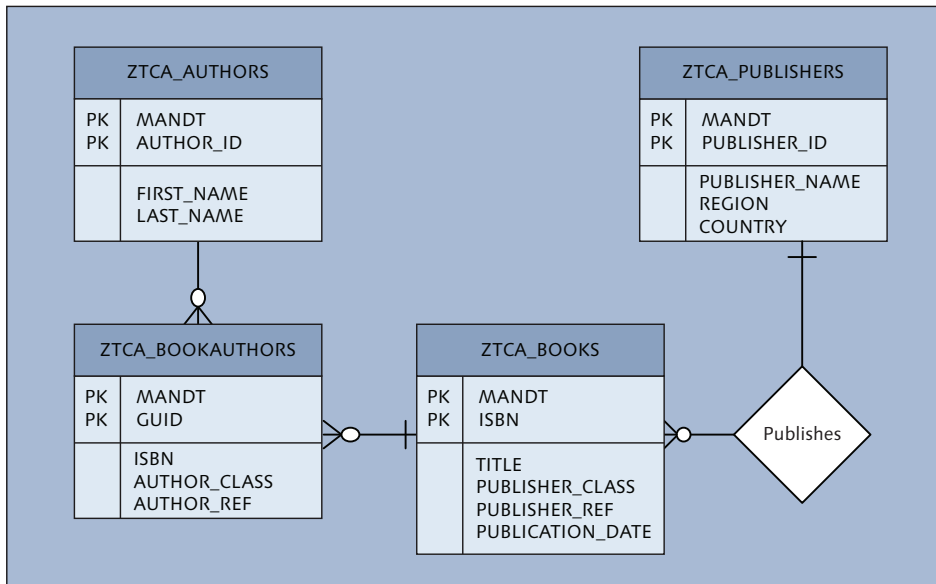 ZTCA_AUTHORS
PK MANDT
PK AUTHOR_ID
FIRST_NAME
LAST_NAME
ZTCA_PUBLISHERS
PK MANDT
PK PUBLISHER_ID
PUBLISHER_NAME
REGION
COUNTRY
ZTCA_BOOKAUTHORS
PK MANDT
PK GUID
ISBN
AUTHOR_CLASS
AUTHOR_REF
ZTCA_BOOKS
PK MANDT
PK ISBN
TITLE
PUBLISHER_CLASS
PUBLISHER_REF
PUBLICATION_DATE
Publishes